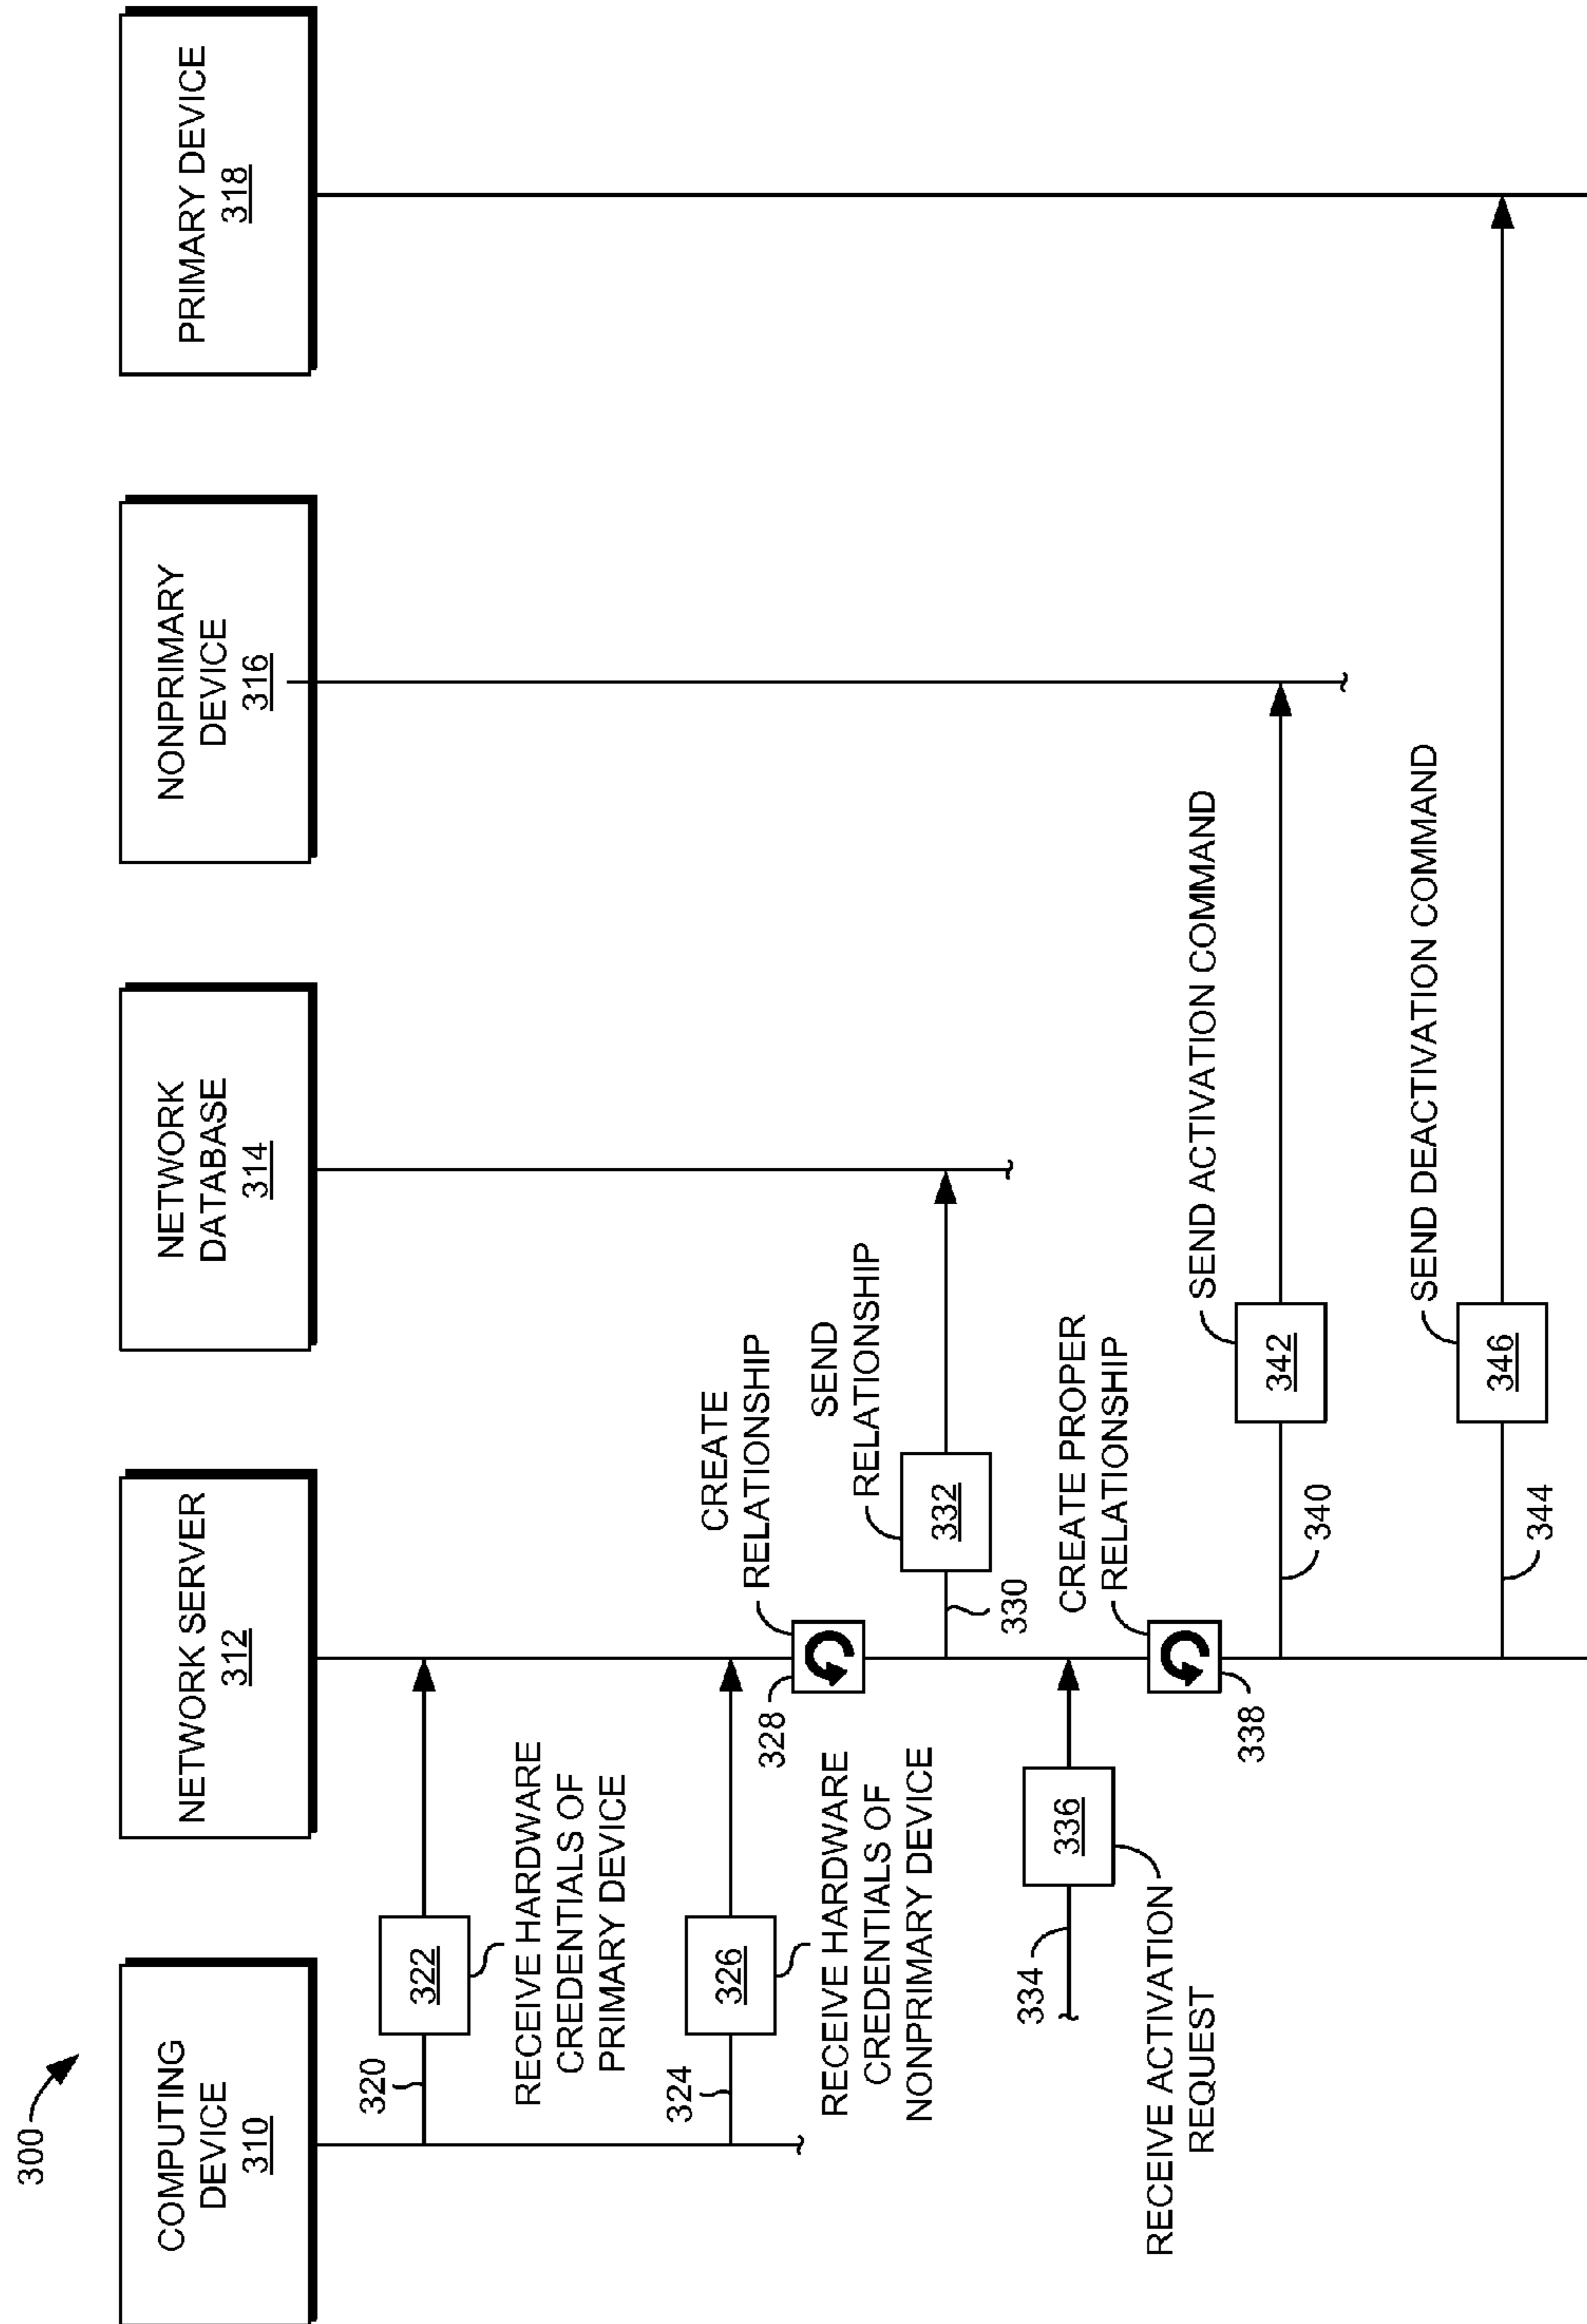 300
COMPUTING
DEVICE
310
NETWORK SERVER
312
NETWORK
DATABASE
314
NONPRIMARY
DEVICE
316
PRIMARY DEVICE
318
320
322
RECEIVE HARDWARE
CREDENTIALS OF
PRIMARY DEVICE
324
326
RECEIVE HARDWARE
CREDENTIALS OF
NONPRIMARY DEVICE
328
CREATE
RELATIONSHIP
330
332
SEND
RELATIONSHIP
334
336
RECEIVE ACTIVATION
REQUEST
338
CREATE PROPER
RELATIONSHIP
340
342
SEND ACTIVATION COMMAND
344
346
SEND DEACTIVATION COMMAND